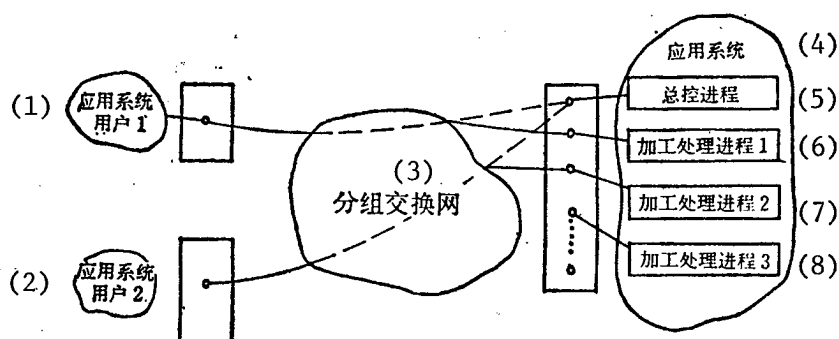 (1)
应用系统
用户1
(2)
应用系统
用户2
(3)
分组交换网
应用系统
(4)
总控进程
(5)
加工处理进程1
(6)
加工处理进程2
(7)
加工处理进程3
(8)